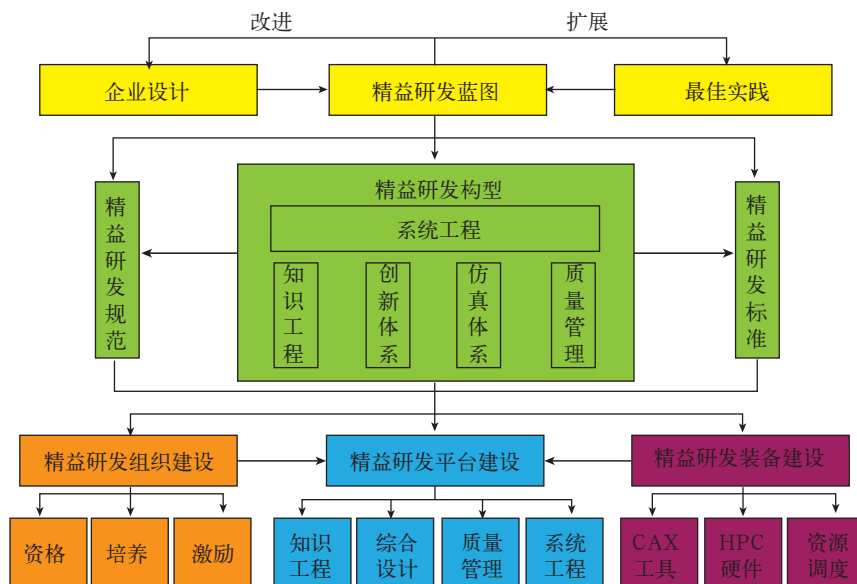 改进
扩展
企业设计
精益研发蓝图
最佳实践
精益研发规范
精益研发构型
系统工程
知识工程
创新体系
仿真体系
质量管理
精益研发标准
精益研发组织建设
精益研发平台建设
精益研发装备建设
资格
培养
激励
知识
工程
综合
设计
质量
管理
系统
工程
CAX
工具
HPC
硬件
资源
调度